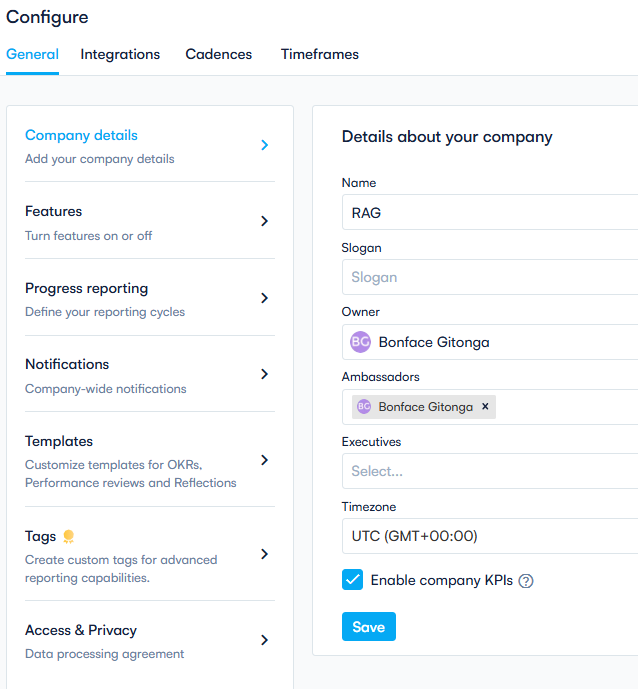 Configure
General Integrations Cadences Timeframes
Company details
Add your company details
Features
Turn features on or off
Progress reporting
Define your reporting cycles
Notifications
Company-wide notifications
Templates
Customize templates for OKRs,
Performance reviews and Reflections
Tags
Create custom tags for advanced
reporting capabilities.
Access & Privacy
Data processing agreement
Details about your company
Name
RAG
Slogan
Slogan
Owner
BG Bonface Gitonga
Ambassadors
BG Bonface Gitonga ×
Executives
Select...
Timezone
UTC (GMT+00:00)
Enable company KPIs ?
Save